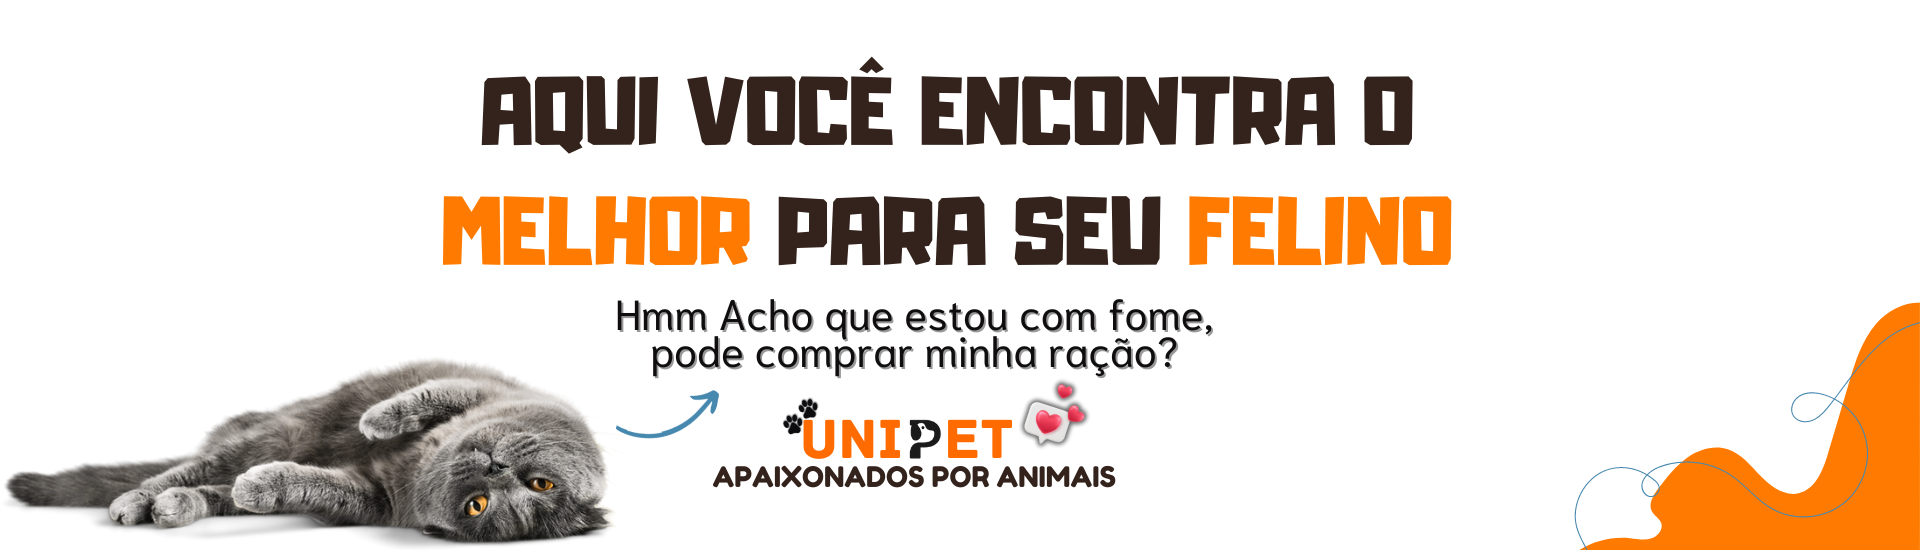 AQUI VOCÊ ENCONTRA O
MELHOR PARA SEU FELINO
Hmm Acho que estou com fome,
pode comprar minha ração?
UNIPET
APAIXONADOS POR ANIMAIS